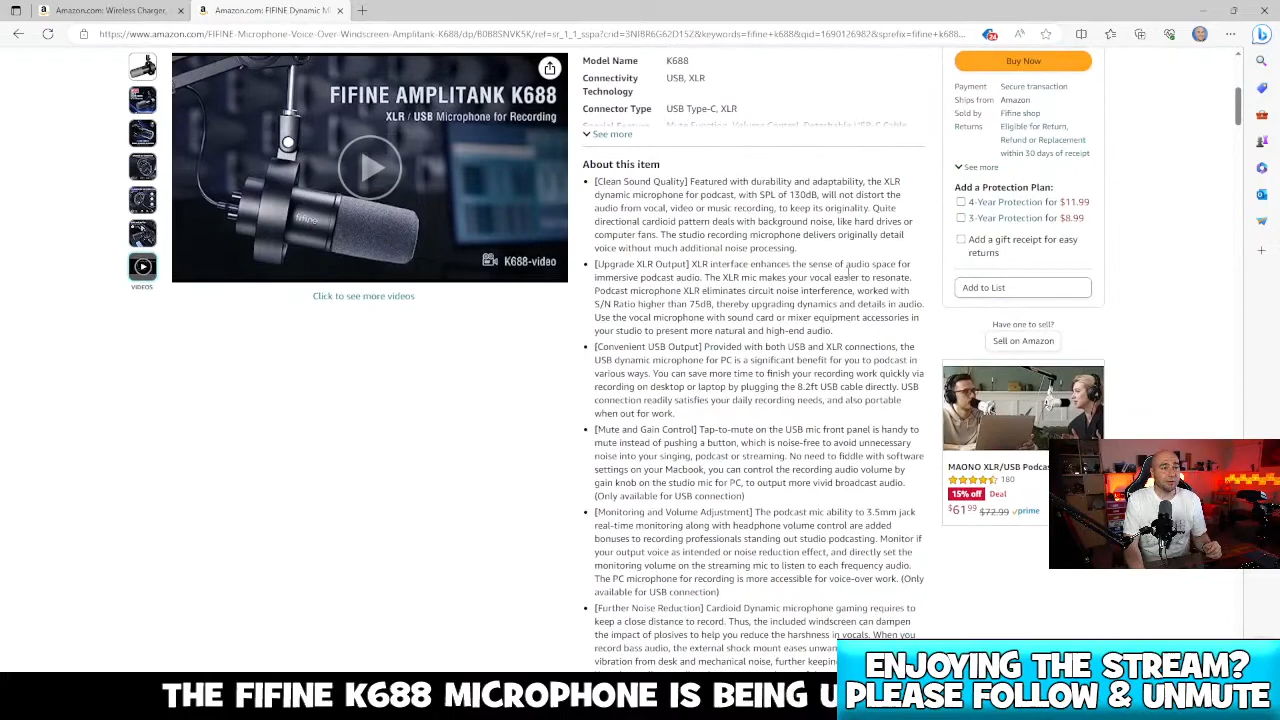 Amazon.com: Wireless Charger,
Amazon.com: FIFINE Dynamic Mic
https://www.amazon.com/FIFINE-Microphone-Voice-Over-Windscreen-Amplitank-K688/dp/B0B8SNVK5K/ref=sr_1_1_sspa?crid=3NIBR6G62D15Z&keywords=fifine+k688&qid=1690126982&sprefix=fifine+k688...
24
FIFINE AMPLITANK K688
XLR / USB Microphone for Recording
fifine
K688-video
VIDEOS
Click to see more videos
Model Name K688
Connectivity Technology USB, XLR
Connector Type USB Type-C, XLR
See more
About this item
[Clean Sound Quality] Featured with durability and adaptability, the XLR
dynamic microphone for podcast, with SPL of 130dB, will not distort the
audio from vocal, video or music recording, to keep its originality. Quite
directional cardioid pattern deals with background noise, like hard drives or
computer fans. The studio recording microphone delivers originally detail
voice without much additional noise processing.
[Upgrade XLR Output] XLR interface enhances the sense of audio space for
immersive podcast audio. The XLR mic makes your vocal easier to resonate.
Podcast microphone XLR eliminates circuit noise interference, worked with
S/N Ratio higher than 75dB, thereby upgrading dynamics and details in audio.
Use the vocal microphone with sound card or mixer equipment accessories in
your studio to present more natural and high-end audio.
[Convenient USB Output] Provided with both USB and XLR connections, the
USB dynamic microphone for PC is a significant benefit for you to podcast in
various ways. You can save more time to finish your recording work quickly via
recording on desktop or laptop by plugging the 8.2ft USB cable directly. USB
connection readily satisfies your daily recording needs, and also portable
when out for work.
[Mute and Gain Control] Tap-to-mute on the USB mic front panel is handy to
mute instead of pushing a button, which is noise-free to avoid unnecessary
noise into your singing, podcast or streaming. No need to fiddle with software
settings on your Macbook, you can control the recording audio volume by
gain knob on the studio mic for PC, to output more vivid broadcast audio.
(Only available for USB connection)
[Monitoring and Volume Adjustment] The podcast mic ability to 3.5mm jack
real-time monitoring along with headphone volume control are added
bonuses to recording professionals standing out studio podcasting. Monitor if
your output voice as intended or noise reduction effect, and directly set the
monitoring volume on the streaming mic to listen to each frequency audio.
The PC microphone for recording is more accessible for voice-over work. (Only
available for USB connection)
[Further Noise Reduction] Cardioid Dynamic microphone gaming requires to
keep a close distance to record. Thus, the included windscreen can dampen
the impact of plosives to help you reduce the harshness in vocals. When you
record bass audio, the external shock mount eases unwan
vibration from desk and mechanical noise, further keeping
Buy Now
Payment Secure transaction
Ships from Amazon
Sold by Fifine shop
Returns Eligible for Return,
Refund or Replacement
within 30 days of receipt
See more
Add a Protection Plan:
4-Year Protection for $11.99
3-Year Protection for $8.99
Add a gift receipt for easy
returns
Add to List
Have one to sell?
Sell on Amazon
MAONO XLR/USB Podcas
180
15% off Deal
$61.99 $72.99 prime
THE FIFINE K688 MICROPHONE IS BEING U
ENJOYING THE STREAM?
PLEASE FOLLOW & UNMUTE